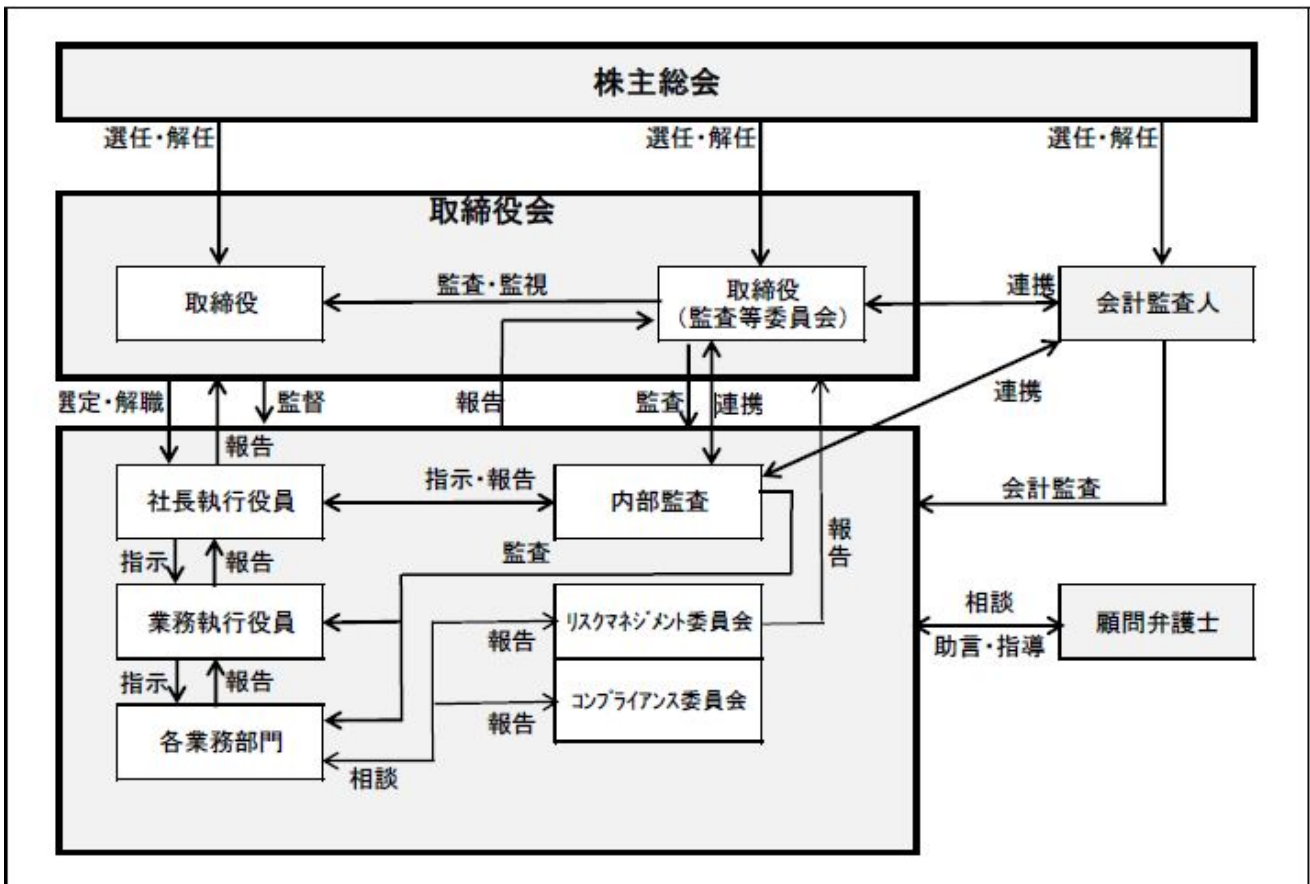 株主総会
選任・解任
選任・解任
選任・解任
取締役会
取締役
監査・監視
取締役
(監査等委員会)
連携
会計監査人
選定・解職
監督
報告
監査
連携
連携
報告
社長執行役員
指示・報告
内部監査
会計監査
指示
報告
監査
報告
業務執行役員
報告
リスクマネジメント委員会
相談
助言・指導
顧問弁護士
指示
報告
報告
コンプライアンス委員会
各業務部門
相談